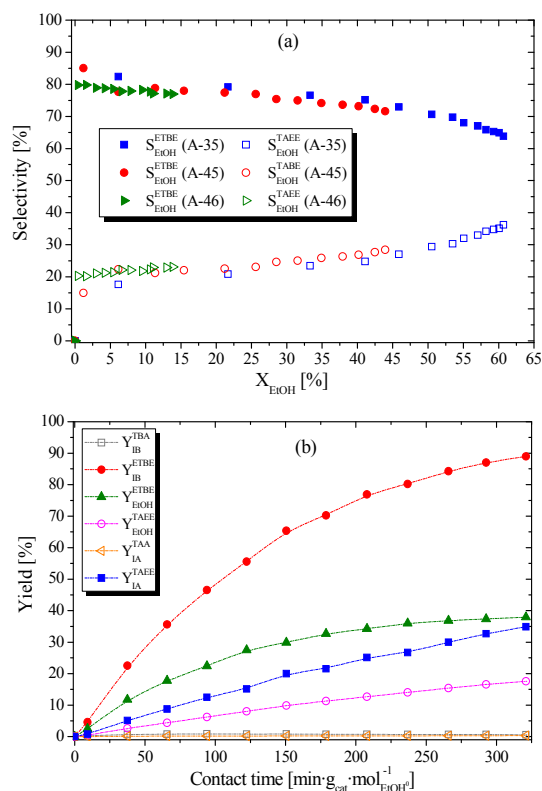 (a)
Selectivity [%]
100
90
80
70
60
50
40
30
20
10
0
S_EtOH^ETBE (A-35) S_EtOH^TAEE (A-35)
S_EtOH^ETBE (A-45) S_EtOH^TABE (A-45)
S_EtOH^ETBE (A-46) S_EtOH^TAEE (A-46)
0 5 10 15 20 25 30 35 40 45 50 55 60 65
X_EtOH [%]
(b)
Yield [%]
100
90
80
70
60
50
40
30
20
10
0
Y_IB^TBA
Y_IB^ETBE
Y_EtOH^ETBE
Y_EtOH^TAEE
Y_IA^TAA
Y_IA^TAEE
0 50 100 150 200 250 300
Contact time [min·g_cat·mol_EtOH⁰^-1]